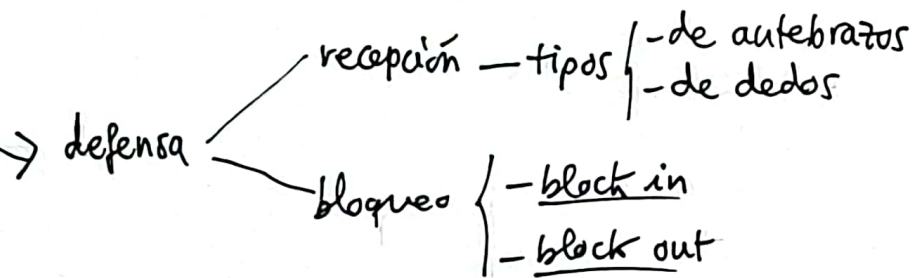 recepción — tipos { - de antebrazos
- de dedos
→ defensa
bloqueo { - block in
- block out